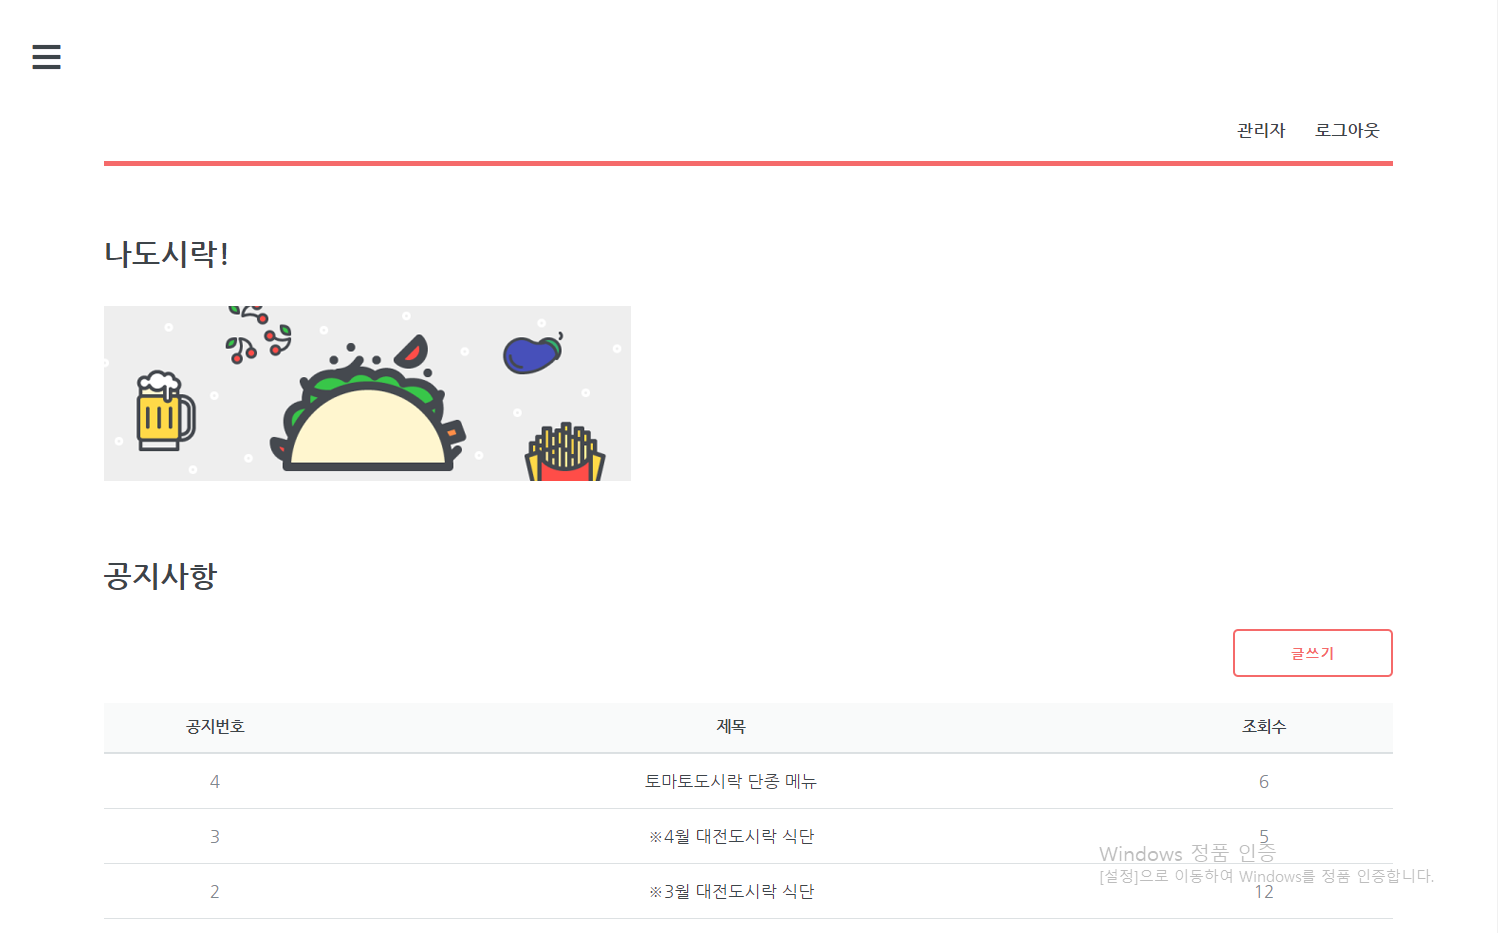 관리자 로그아웃
나도시락!
공지사항
글쓰기
공지번호 제목 조회수
4 토마토도시락 단종 메뉴 6
3 ※4월 대전도시락 식단 5
Windows 정품 인증
[설정]으로 이동하여 Windows를 정품 인증합니다.
2 ※3월 대전도시락 식단 12